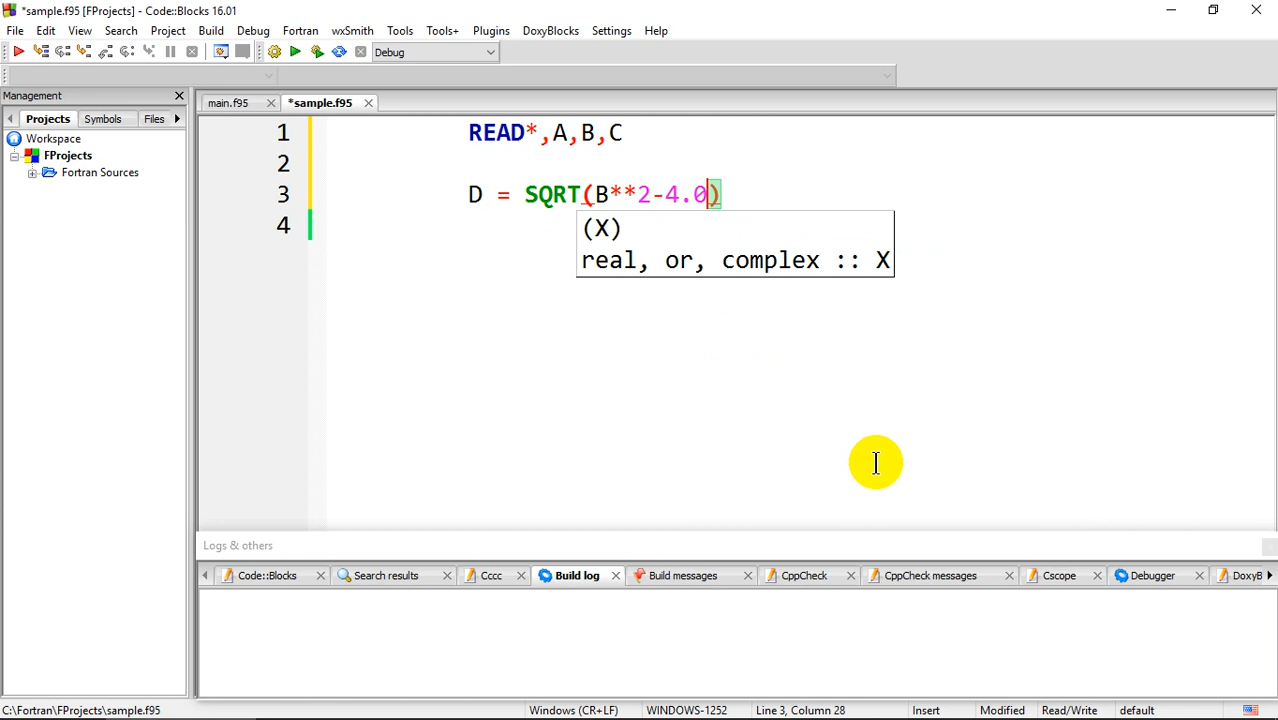 *sample.f95 [FProjects] - Code::Blocks 16.01
File Edit View Search Project Build Debug Fortran wxSmith Tools Tools+ Plugins DoxyBlocks Settings Help
Debug
Management
main.f95 *sample.f95
Projects Symbols Files
Workspace
FProjects
Fortran Sources
1 READ*,A,B,C
2
3 D = SQRT(B**2-4.0)
4
(X)
real, or, complex :: X
Logs & others
Code::Blocks Search results Cccc Build log Build messages CppCheck CppCheck messages Cscope Debugger DoxyB
C:\Fortran\FProjects\sample.f95 Windows (CR+LF) WINDOWS-1252 Line 3, Column 28 Insert Modified Read/Write default